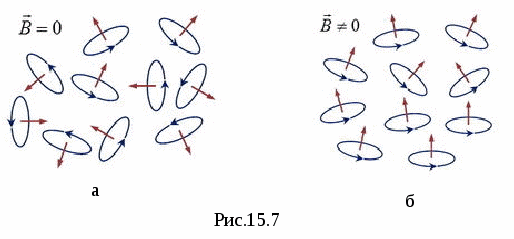 B⃗ = 0
B⃗ ≠ 0
а
б
Рис.15.7